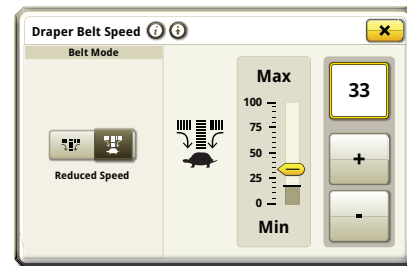 Draper Belt Speed
Belt Mode
Reduced Speed
Max
100
75
50
25
0
Min
33
+
-